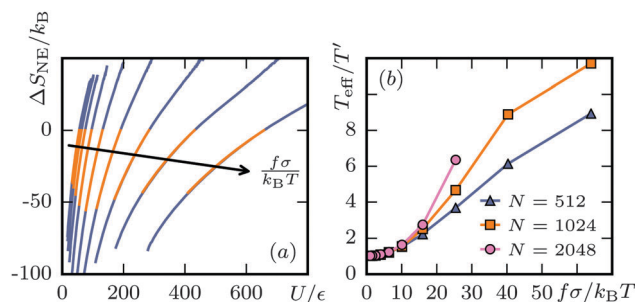 ΔS_NE/k_B
0
-50
-100
fσ/k_BT
(a)
0 200 400 600
U/ϵ
T_eff/T′
(b)
10
8
6
4
2
0
N = 512
N = 1024
N = 2048
0 10 20 30 40
fσ/k_BT